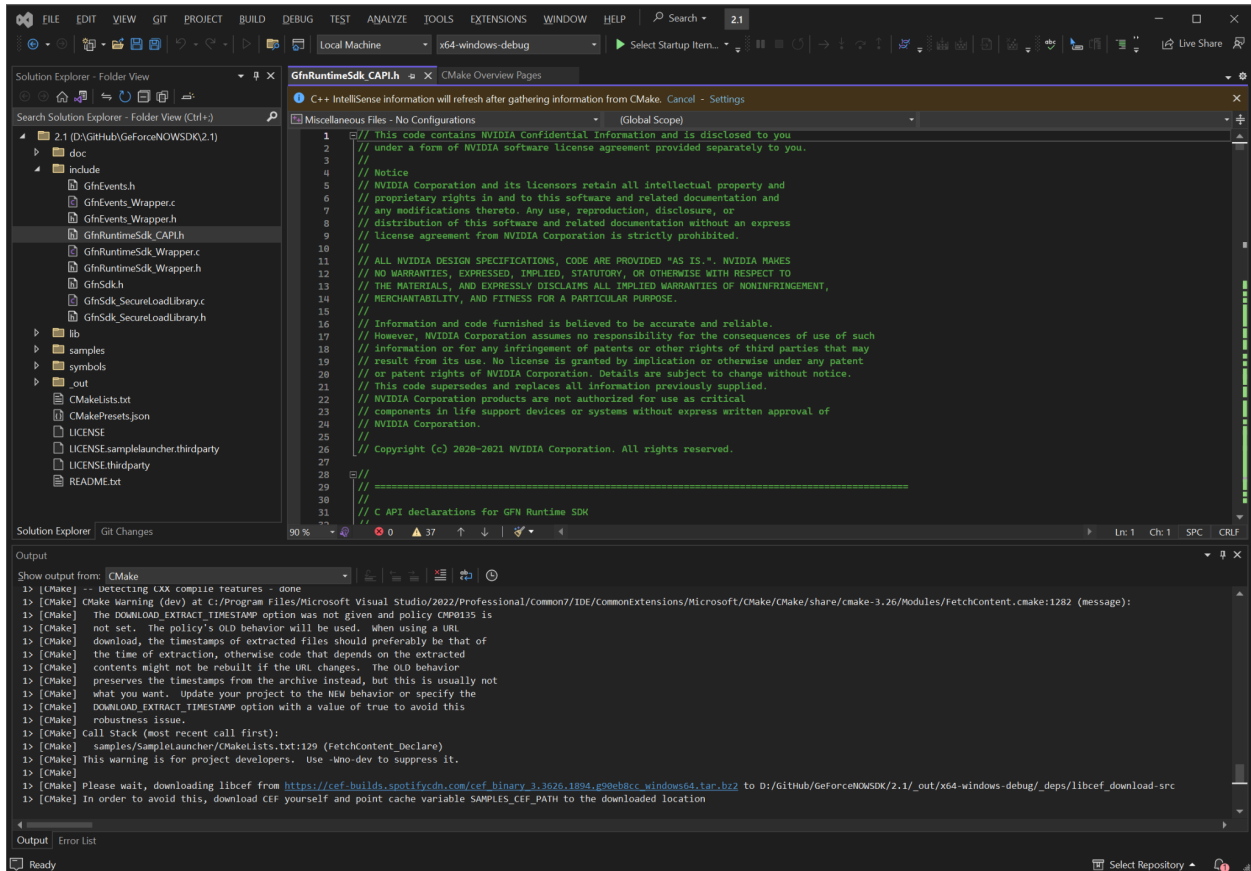 FILE EDIT VIEW GIT PROJECT BUILD DEBUG TEST ANALYZE TOOLS EXTENSIONS WINDOW HELP Search 2.1
Local Machine x64-windows-debug Select Startup Item... Live Share
Solution Explorer - Folder View
Search Solution Explorer - Folder View (Ctrl+;)
2.1 (D:\GitHub\GeForceNOWSDK\2.1)
doc
include
GfnEvents.h
GfnEvents_Wrapper.c
GfnEvents_Wrapper.h
GfnRuntimeSdk_CAPI.h
GfnRuntimeSdk_Wrapper.c
GfnRuntimeSdk_Wrapper.h
GfnSdk.h
GfnSdk_SecureLoadLibrary.c
GfnSdk_SecureLoadLibrary.h
lib
samples
symbols
_out
CMakeLists.txt
CMakePresets.json
LICENSE
LICENSE.samplelauncher.thirdparty
LICENSE.thirdparty
README.txt
Solution Explorer Git Changes
GfnRuntimeSdk_CAPI.h CMake Overview Pages
C++ IntelliSense information will refresh after gathering information from CMake. Cancel - Settings
Miscellaneous Files - No Configurations (Global Scope)
1 // This code contains NVIDIA Confidential Information and is disclosed to you
2 // under a form of NVIDIA software license agreement provided separately to you.
3 //
4 // Notice
5 // NVIDIA Corporation and its licensors retain all intellectual property and
6 // proprietary rights in and to this software and related documentation and
7 // any modifications thereto. Any use, reproduction, disclosure, or
8 // distribution of this software and related documentation without an express
9 // license agreement from NVIDIA Corporation is strictly prohibited.
10 //
11 // ALL NVIDIA DESIGN SPECIFICATIONS, CODE ARE PROVIDED "AS IS.". NVIDIA MAKES
12 // NO WARRANTIES, EXPRESSED, IMPLIED, STATUTORY, OR OTHERWISE WITH RESPECT TO
13 // THE MATERIALS, AND EXPRESSLY DISCLAIMS ALL IMPLIED WARRANTIES OF NONINFRINGEMENT,
14 // MERCHANTABILITY, AND FITNESS FOR A PARTICULAR PURPOSE.
15 //
16 // Information and code furnished is believed to be accurate and reliable.
17 // However, NVIDIA Corporation assumes no responsibility for the consequences of use of such
18 // information or for any infringement of patents or other rights of third parties that may
19 // result from its use. No license is granted by implication or otherwise under any patent
20 // or patent rights of NVIDIA Corporation. Details are subject to change without notice.
21 // This code supersedes and replaces all information previously supplied.
22 // NVIDIA Corporation products are not authorized for use as critical
23 // components in life support devices or systems without express written approval of
24 // NVIDIA Corporation.
25 //
26 // Copyright (c) 2020-2021 NVIDIA Corporation. All rights reserved.
27
28 //
29 // ==========================================================================================
30 //
31 // C API declarations for GFN Runtime SDK
32 //
90 % 0 37 Ln: 1 Ch: 1 SPC CRLF
Output
Show output from: CMake
1> [CMake] -- Detecting CXX compile features - done
1> [CMake] CMake Warning (dev) at C:/Program Files/Microsoft Visual Studio/2022/Professional/Common7/IDE/CommonExtensions/Microsoft/CMake/CMake/share/cmake-3.26/Modules/FetchContent.cmake:1282 (message):
1> [CMake] The DOWNLOAD_EXTRACT_TIMESTAMP option was not given and policy CMP0135 is
1> [CMake] not set. The policy's OLD behavior will be used. When using a URL
1> [CMake] download, the timestamps of extracted files should preferably be that of
1> [CMake] the time of extraction, otherwise code that depends on the extracted
1> [CMake] contents might not be rebuilt if the URL changes. The OLD behavior
1> [CMake] preserves the timestamps from the archive instead, but this is usually not
1> [CMake] what you want. Update your project to the NEW behavior or specify the
1> [CMake] DOWNLOAD_EXTRACT_TIMESTAMP option with a value of true to avoid this
1> [CMake] robustness issue.
1> [CMake] Call Stack (most recent call first):
1> [CMake] samples/SampleLauncher/CMakeLists.txt:129 (FetchContent_Declare)
1> [CMake] This warning is for project developers. Use -Wno-dev to suppress it.
1> [CMake]
1> [CMake] Please wait, downloading libcef from https://cef-builds.spotifycdn.com/cef_binary_3.3626.1894.g90eb8cc_windows64.tar.bz2 to D:/GitHub/GeForceNOWSDK/2.1/_out/x64-windows-debug/_deps/libcef_download-src
1> [CMake] In order to avoid this, download CEF yourself and point cache variable SAMPLES_CEF_PATH to the downloaded location
Output Error List
Ready Select Repository 1